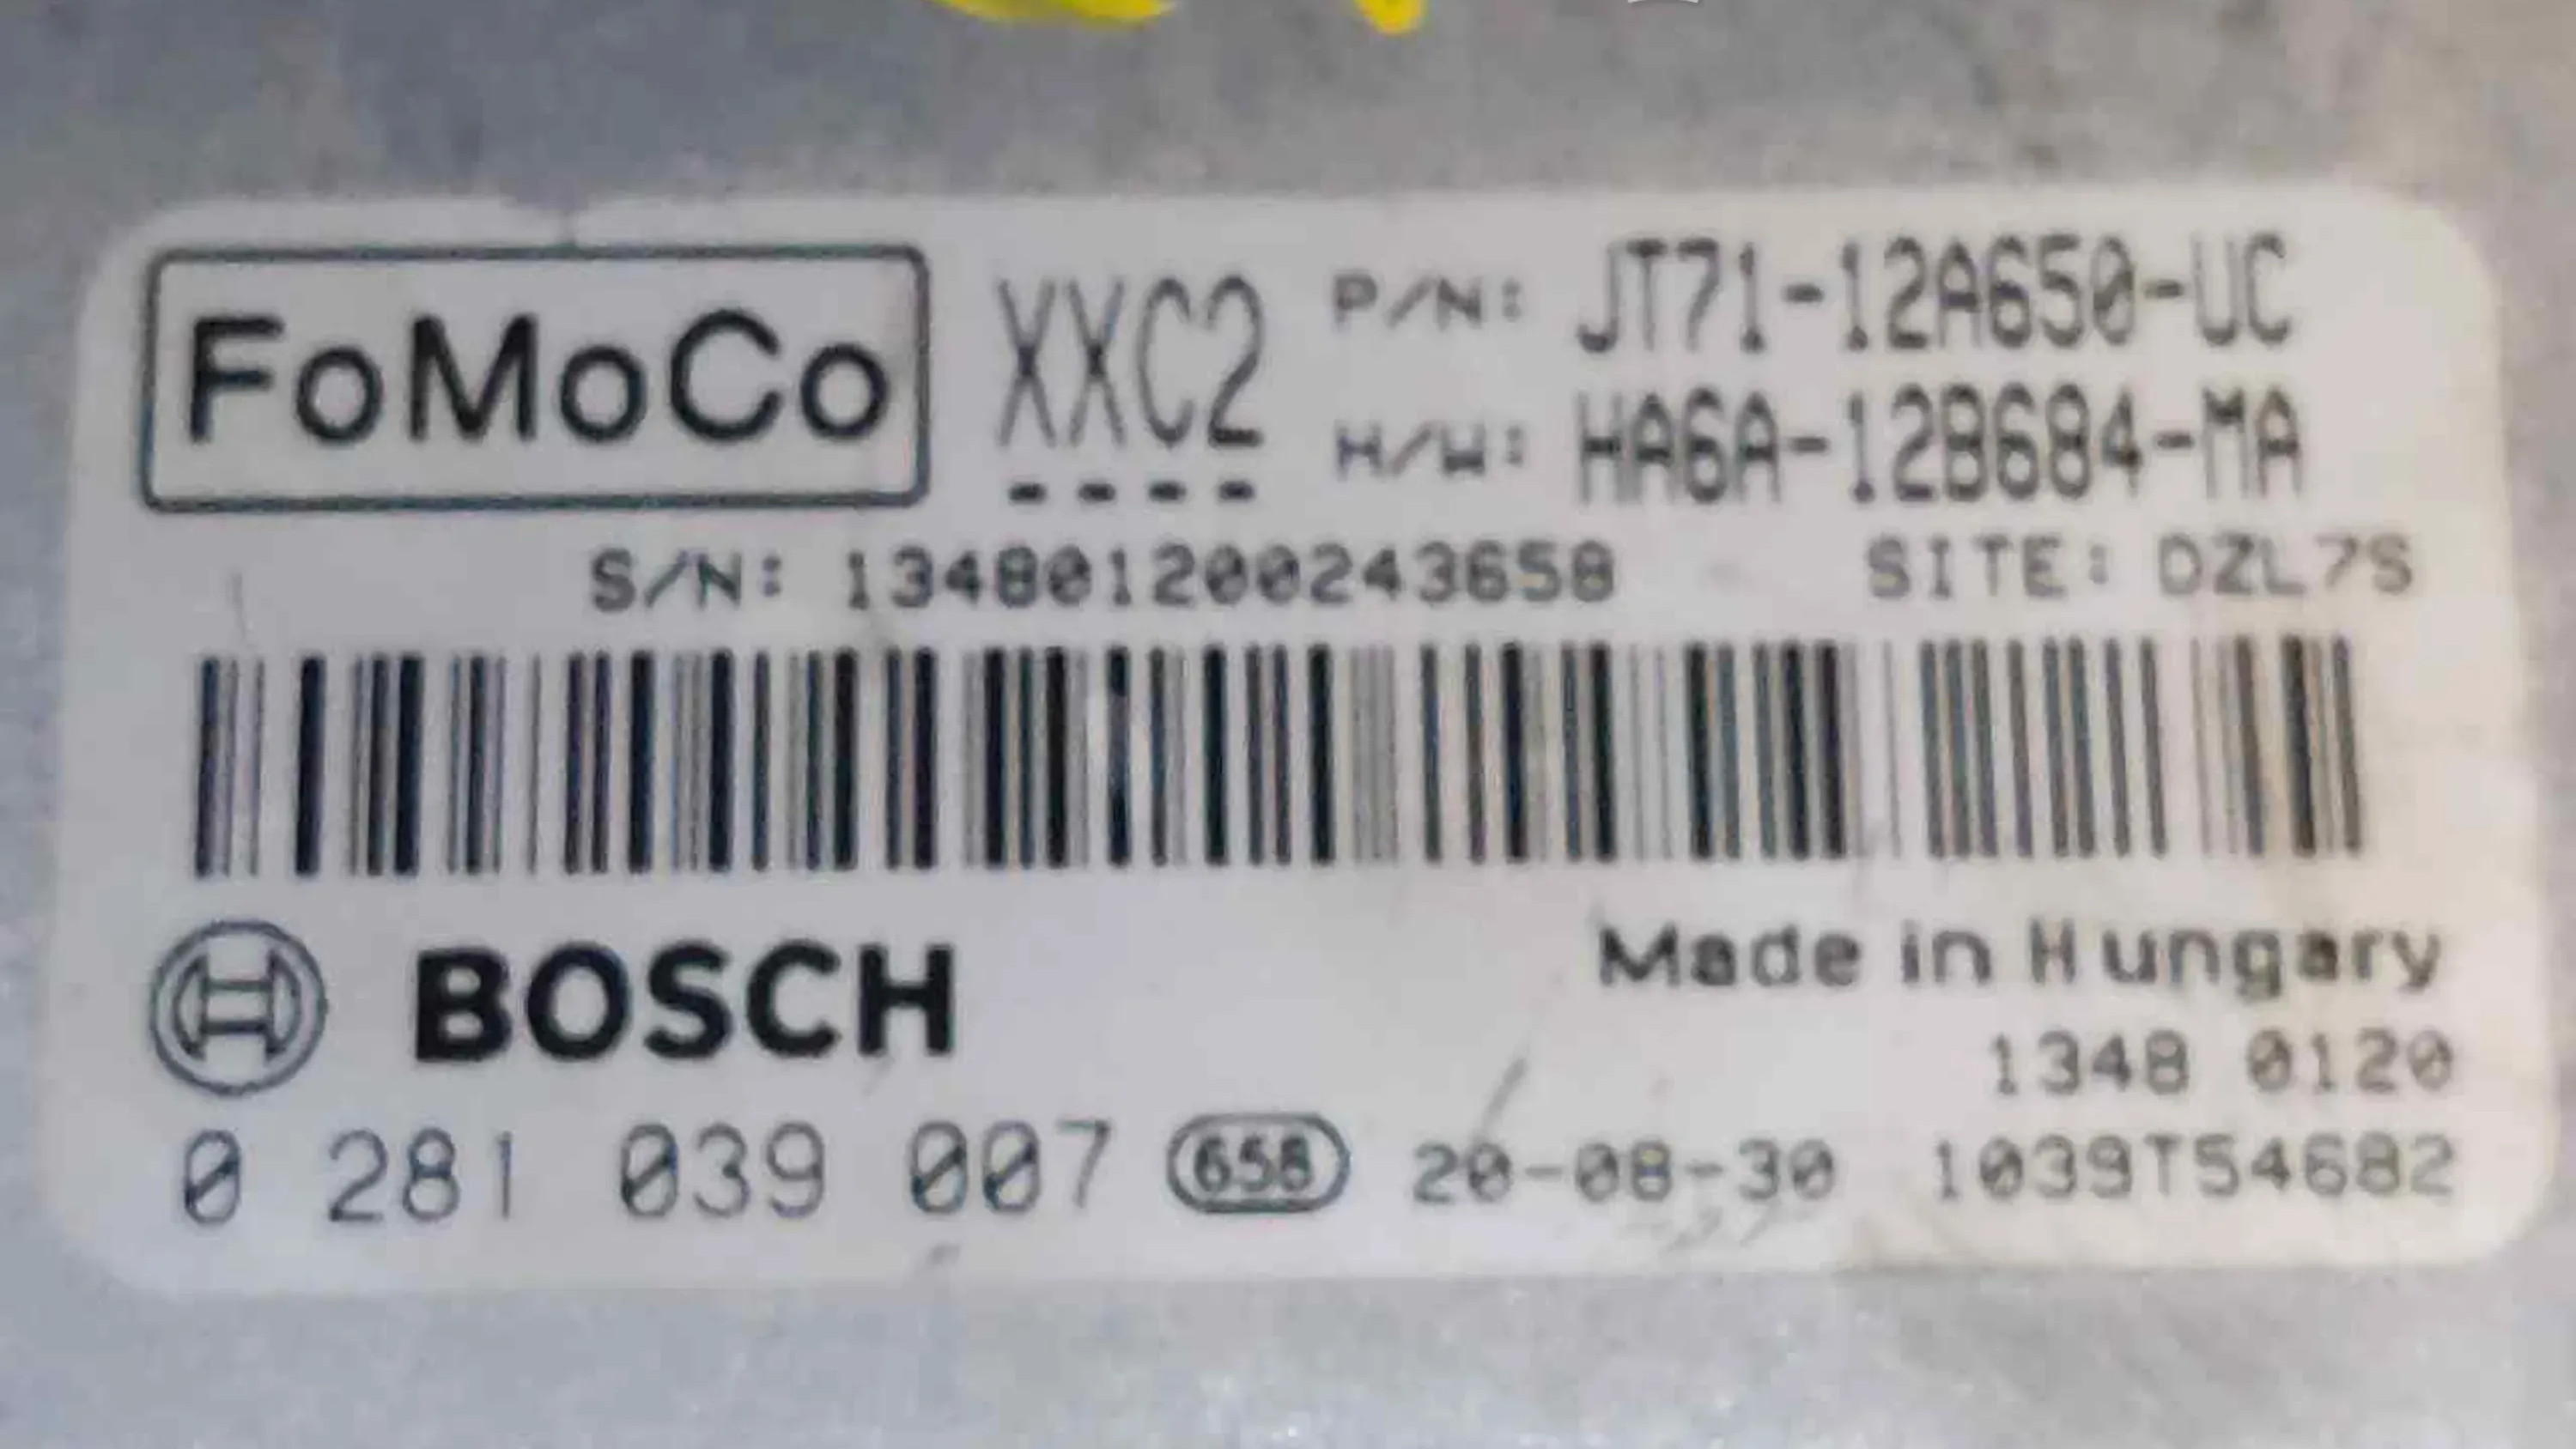 FoMoCo XXC2 P/N: JT71-12A650-UC
H/W: HA6A-12B684-MA
S/N: 134801200243658 SITE: DZL7S
BOSCH Made in Hungary
1348 0120
0 281 039 007 658 20-08-30 1039T54682